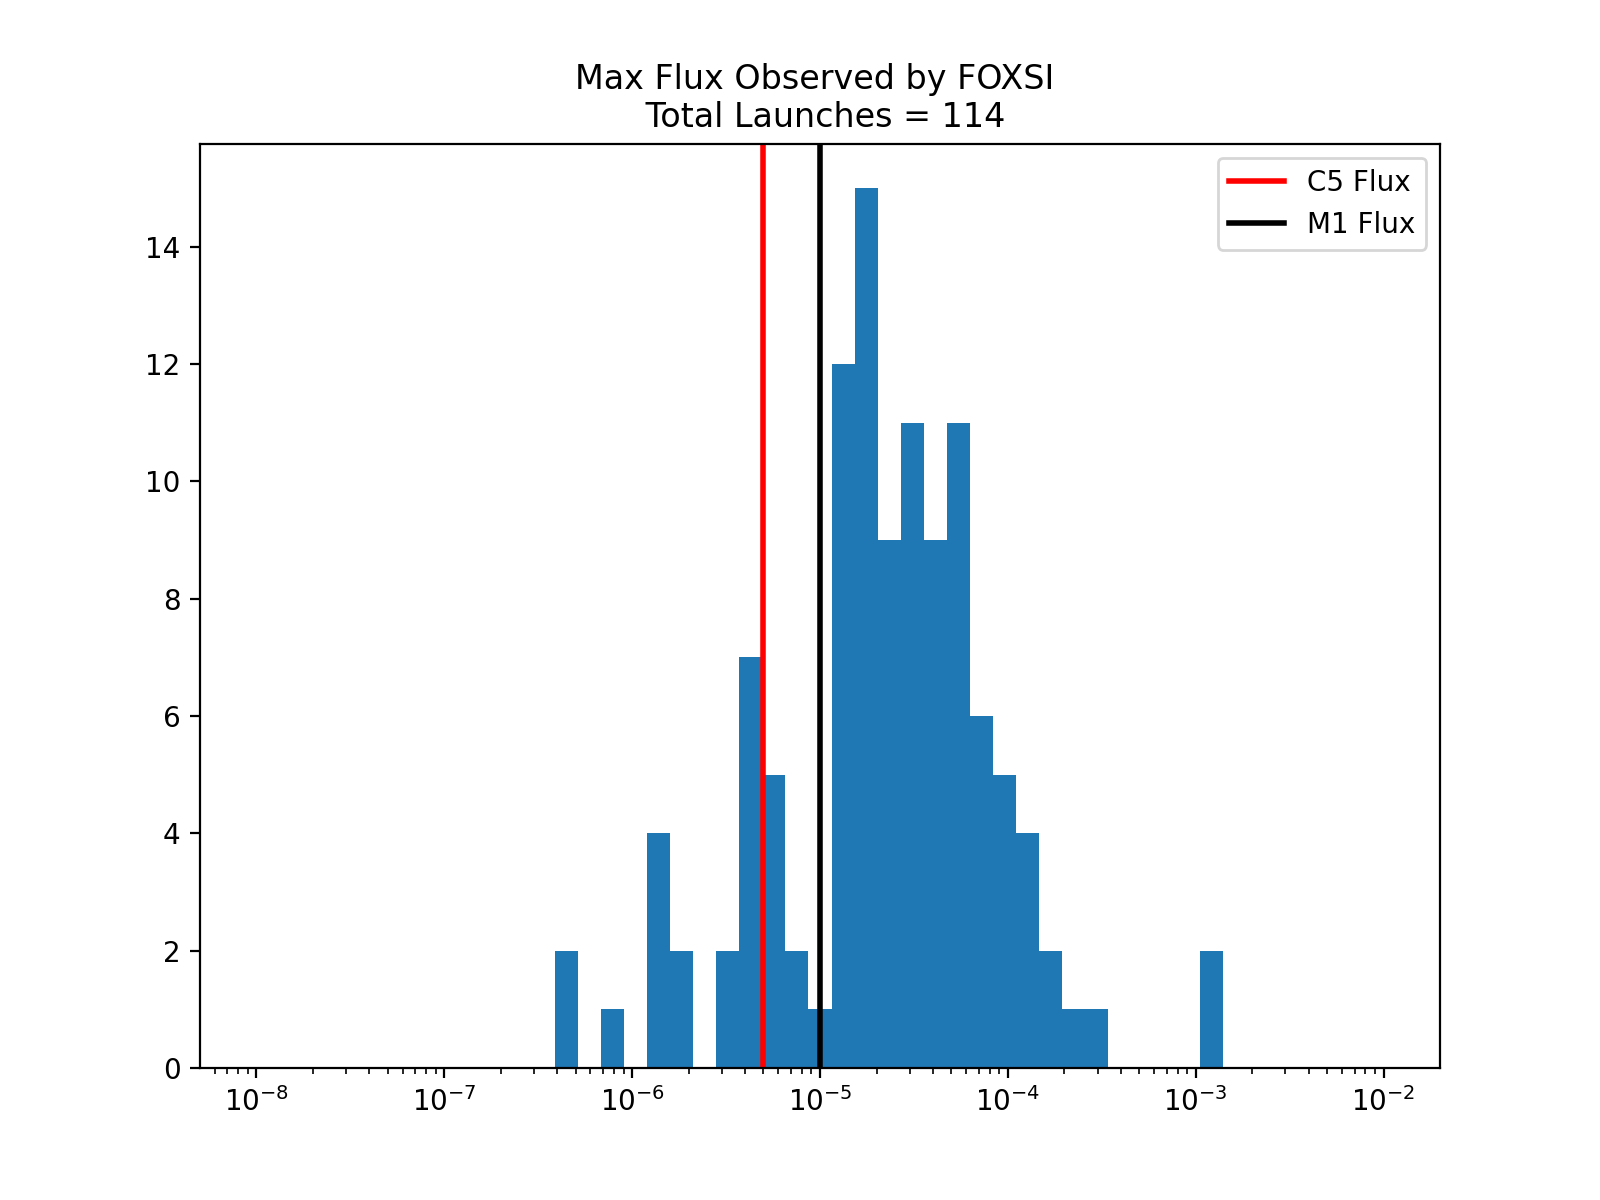 Max Flux Observed by FOXSI
Total Launches = 114
C5 Flux
M1 Flux
14
12
10
8
6
4
2
0
10⁻⁸ 10⁻⁷ 10⁻⁶ 10⁻⁵ 10⁻⁴ 10⁻³ 10⁻²